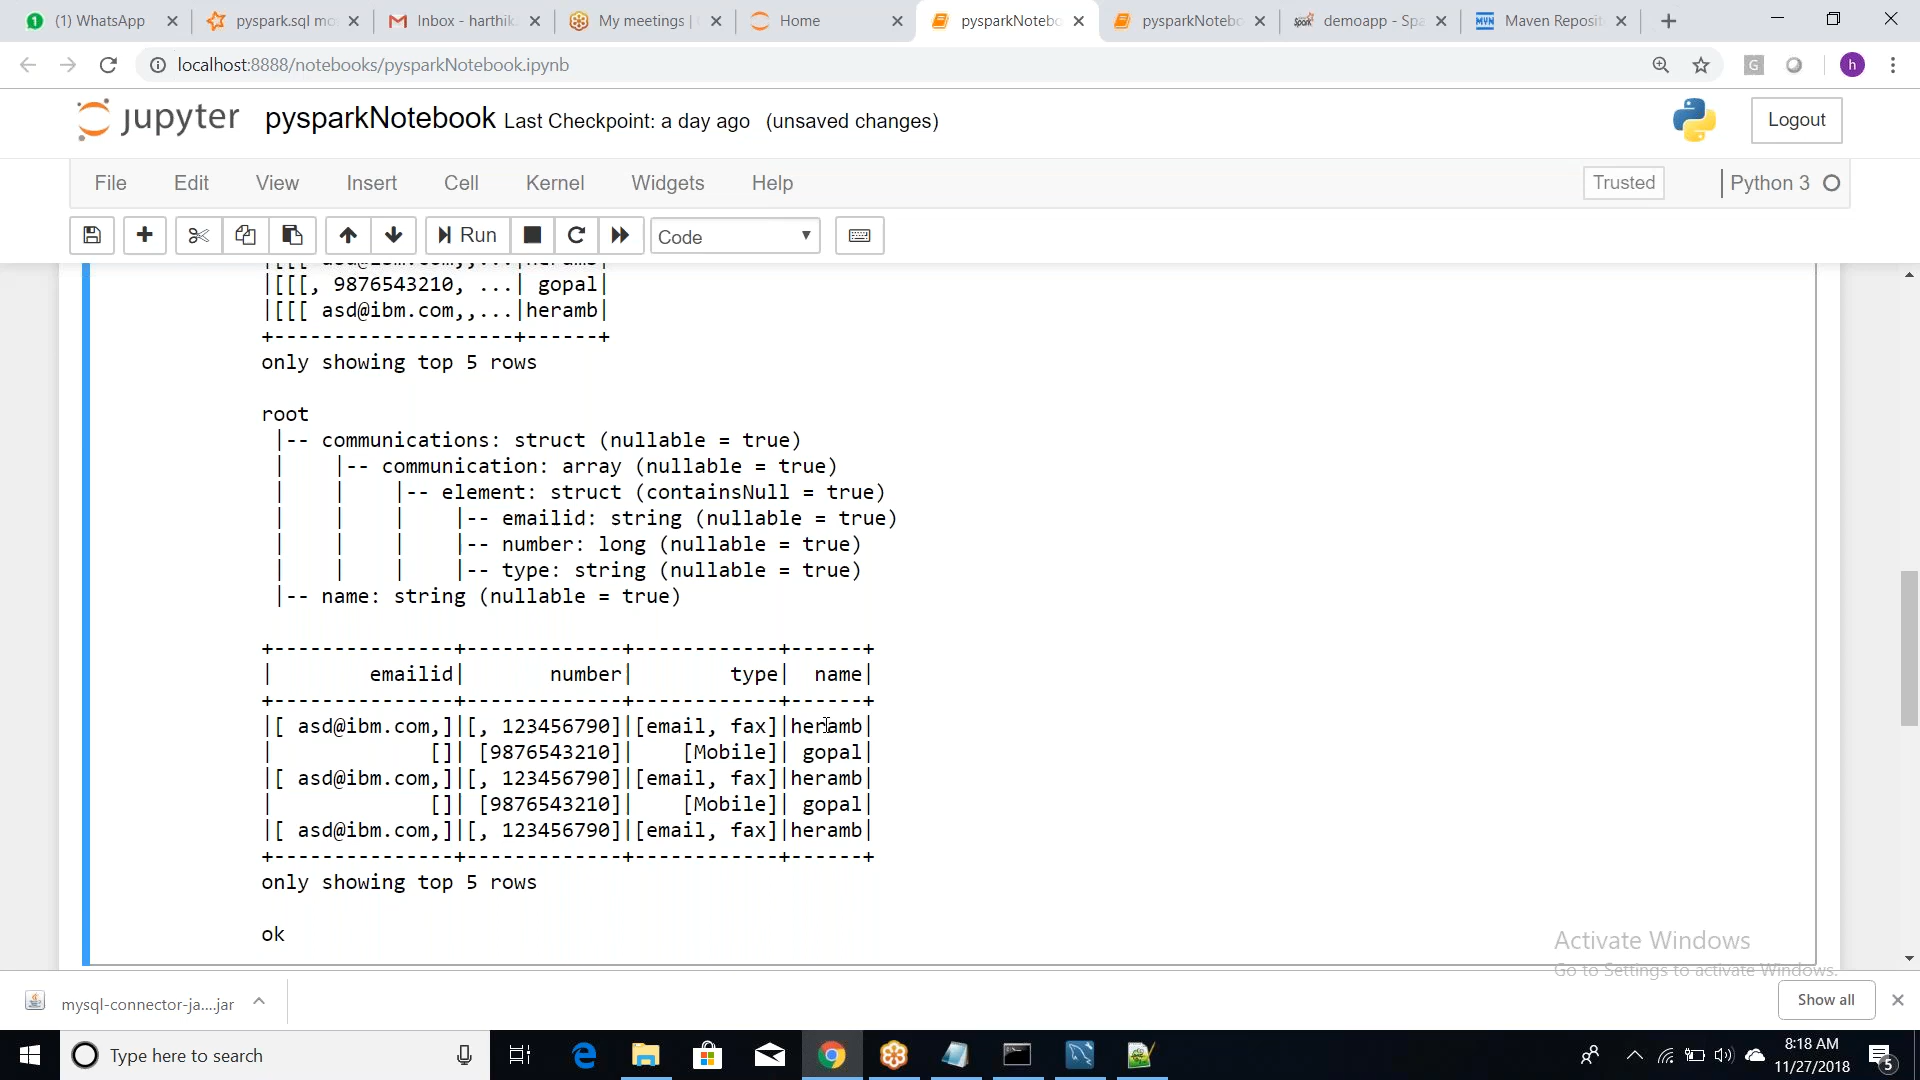 (1) WhatsApp
pyspark.sql mo
Inbox - harthik.
My meetings |
Home
pysparkNotebo
pysparkNotebo
demoapp - Spa
Maven Reposit
localhost:8888/notebooks/pysparkNotebook.ipynb
G
h
jupyter pysparkNotebook Last Checkpoint: a day ago (unsaved changes)
Logout
File Edit View Insert Cell Kernel Widgets Help
Trusted
Python 3
Run
Code
|[[[ asd@ibm.com,,...|heramb|
|[[[, 9876543210, ...| gopal|
|[[[ asd@ibm.com,,...|heramb|
+--------------------+------+
only showing top 5 rows
root
|-- communications: struct (nullable = true)
| |-- communication: array (nullable = true)
| | |-- element: struct (containsNull = true)
| | | |-- emailid: string (nullable = true)
| | | |-- number: long (nullable = true)
| | | |-- type: string (nullable = true)
|-- name: string (nullable = true)
+---------------+-------------+------------+------+
| emailid| number| type| name|
+---------------+-------------+------------+------+
|[ asd@ibm.com,]|[, 123456790]|[email, fax]|heramb|
| []| [9876543210]| [Mobile]| gopal|
|[ asd@ibm.com,]|[, 123456790]|[email, fax]|heramb|
| []| [9876543210]| [Mobile]| gopal|
|[ asd@ibm.com,]|[, 123456790]|[email, fax]|heramb|
+---------------+-------------+------------+------+
only showing top 5 rows
ok
Activate Windows
Go to Settings to activate Windows.
mysql-connector-ja....jar
Show all
Type here to search
8:18 AM
11/27/2018
5